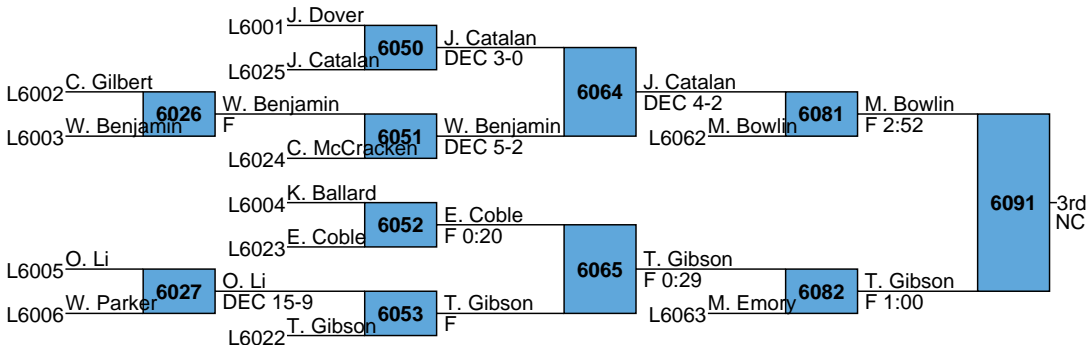 J. Dover
L6001
6050
J. Catalan
DEC 3-0
L6025
J. Catalan
6064
C. Gilbert
L6002
6026
W. Benjamin
F
L6003
W. Benjamin
6051
W. Benjamin
DEC 5-2
L6024
C. McCracken
J. Catalan
DEC 4-2
6081
M. Bowlin
F 2:52
L6062
M. Bowlin
K. Ballard
L6004
6052
E. Coble
F 0:20
L6023
E. Coble
6091
3rd
NC
O. Li
L6005
6027
O. Li
DEC 15-9
L6006
W. Parker
6065
T. Gibson
F 0:29
6053
T. Gibson
F
L6022
T. Gibson
6082
T. Gibson
F 1:00
L6063
M. Emory